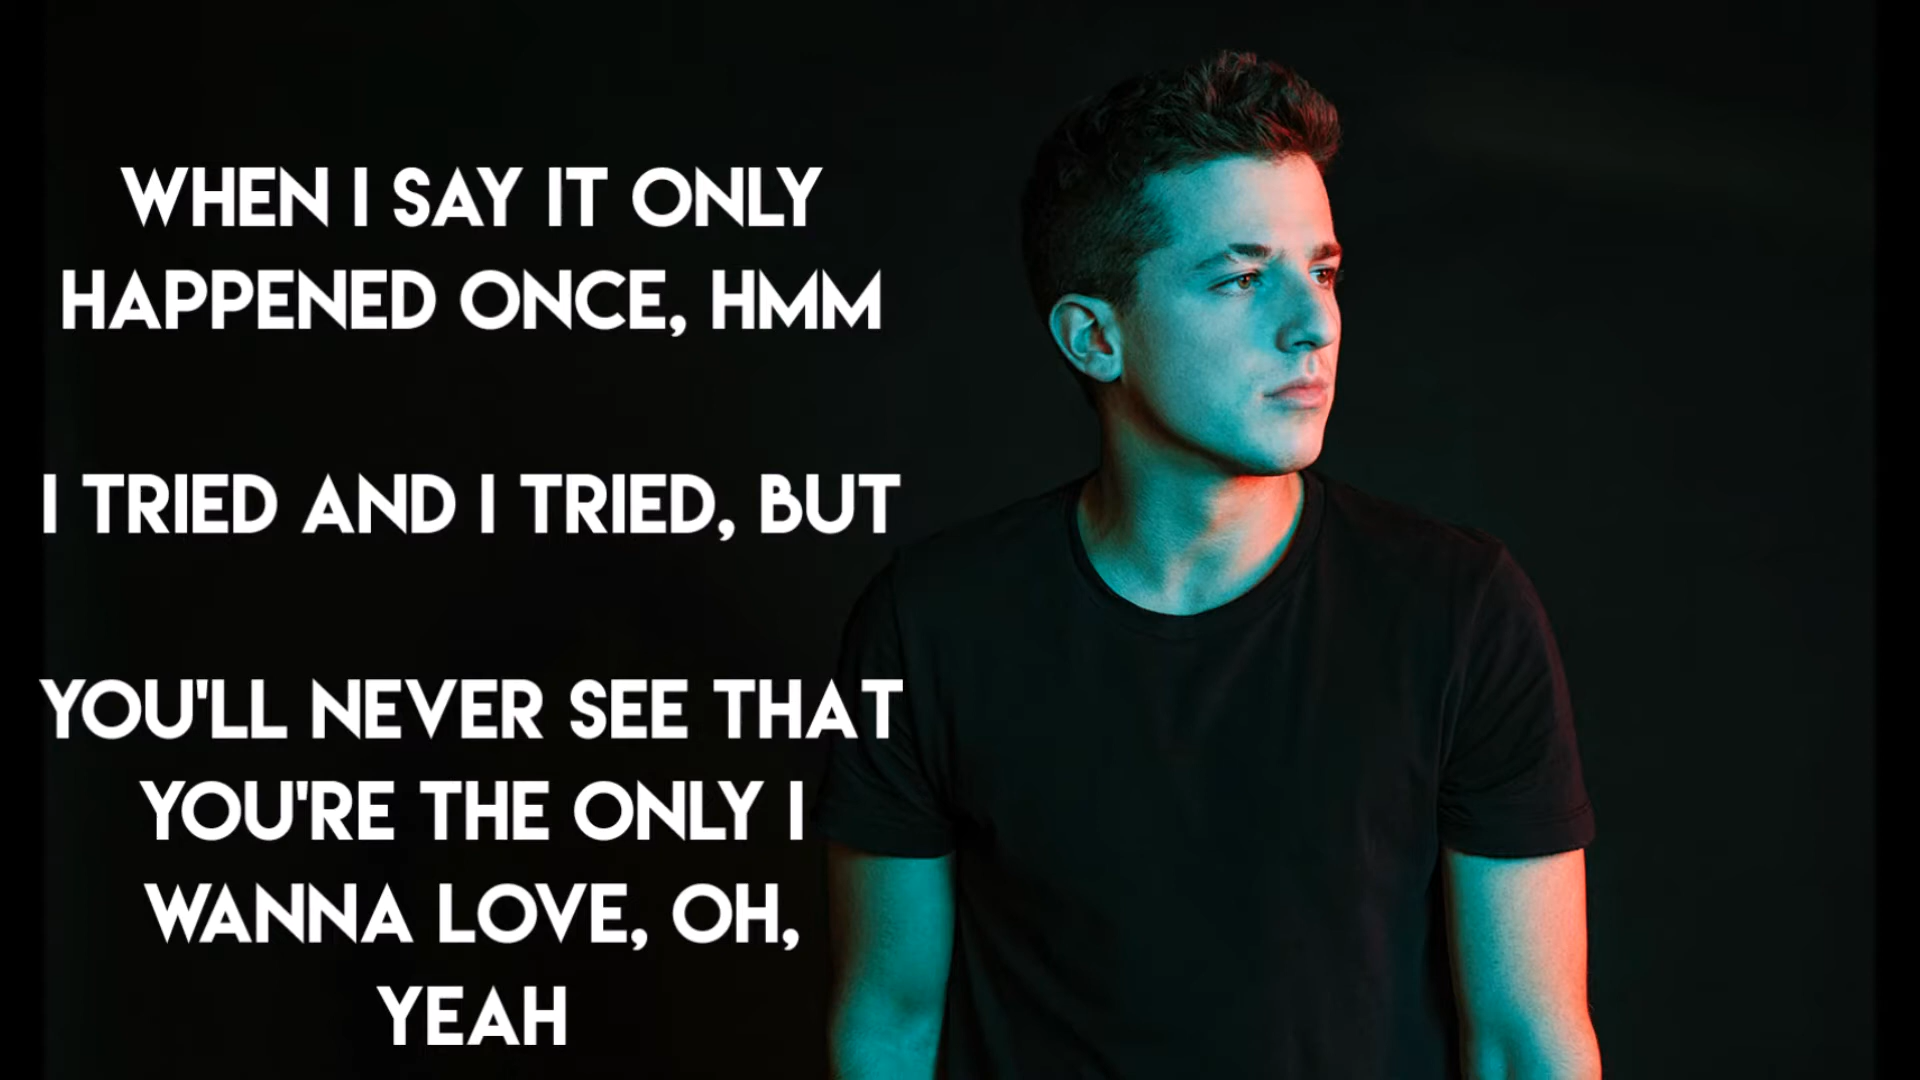 WHEN I SAY IT ONLY
HAPPENED ONCE, HMM
I TRIED AND I TRIED, BUT
YOU'LL NEVER SEE THAT
YOU'RE THE ONLY I
WANNA LOVE, OH,
YEAH